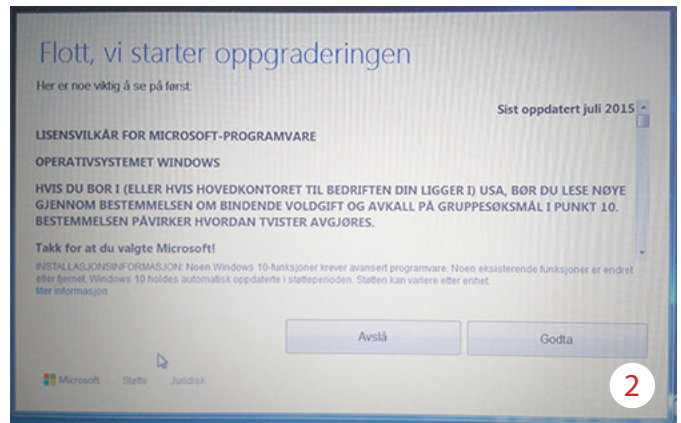 Flott, vi starter oppgraderingen
Her er noe viktig å se på først:
Sist oppdatert juli 2015
LISENSVILKÅR FOR MICROSOFT-PROGRAMVARE
OPERATIVSYSTEMET WINDOWS
HVIS DU BOR I (ELLER HVIS HOVEDKONTORET TIL BEDRIFTEN DIN LIGGER I) USA, BØR DU LESE NØYE
GJENNOM BESTEMMELSEN OM BINDENDE VOLDGIFT OG AVKALL PÅ GRUPPESØKSMÅL I PUNKT 10.
BESTEMMELSEN PÅVIRKER HVORDAN TVISTER AVGJØRES.
Takk for at du valgte Microsoft!
INSTALLASJONSINFORMASJON: Noen Windows 10-funksjoner krever avansert programvare. Noen eksisterende funksjoner er endret
eller fjernet. Windows 10 holdes automatisk oppdaterte i støtteperioden. Støtten kan variere etter enhet.
Mer informasjon
Avslå
Godta
Microsoft Støtte Juridisk
2